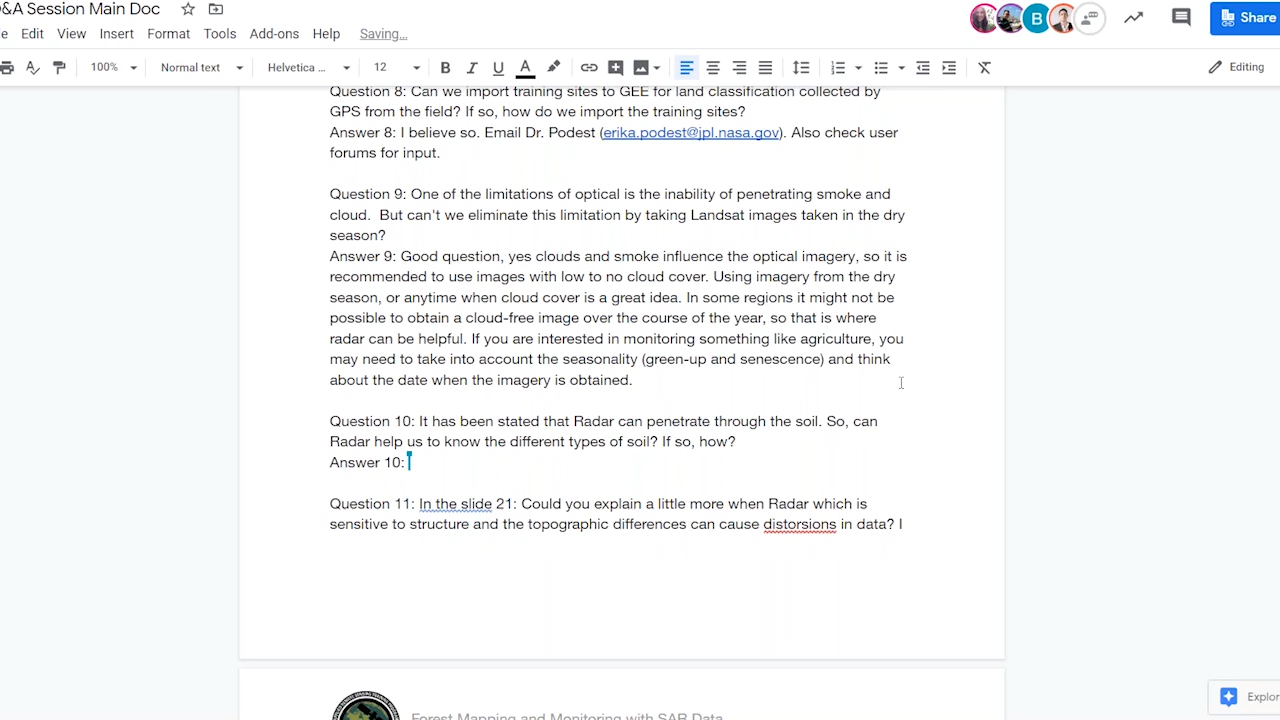 &A Session Main Doc
e Edit View Insert Format Tools Add-ons Help Saving...
B
Share
100% Normal text Helvetica ... 12 B I U A Editing
Question 8: Can we import training sites to GEE for land classification collected by
GPS from the field? If so, how do we import the training sites?
Answer 8: I believe so. Email Dr. Podest (erika.podest@jpl.nasa.gov). Also check user
forums for input.
Question 9: One of the limitations of optical is the inability of penetrating smoke and
cloud.  But can't we eliminate this limitation by taking Landsat images taken in the dry
season?
Answer 9: Good question, yes clouds and smoke influence the optical imagery, so it is
recommended to use images with low to no cloud cover. Using imagery from the dry
season, or anytime when cloud cover is a great idea. In some regions it might not be
possible to obtain a cloud-free image over the course of the year, so that is where
radar can be helpful. If you are interested in monitoring something like agriculture, you
may need to take into account the seasonality (green-up and senescence) and think
about the date when the imagery is obtained.
Question 10: It has been stated that Radar can penetrate through the soil. So, can
Radar help us to know the different types of soil? If so, how?
Answer 10:
Question 11: In the slide 21: Could you explain a little more when Radar which is
sensitive to structure and the topographic differences can cause distorsions in data? I
Explor
Forest Mapping and Monitoring with SAR Data